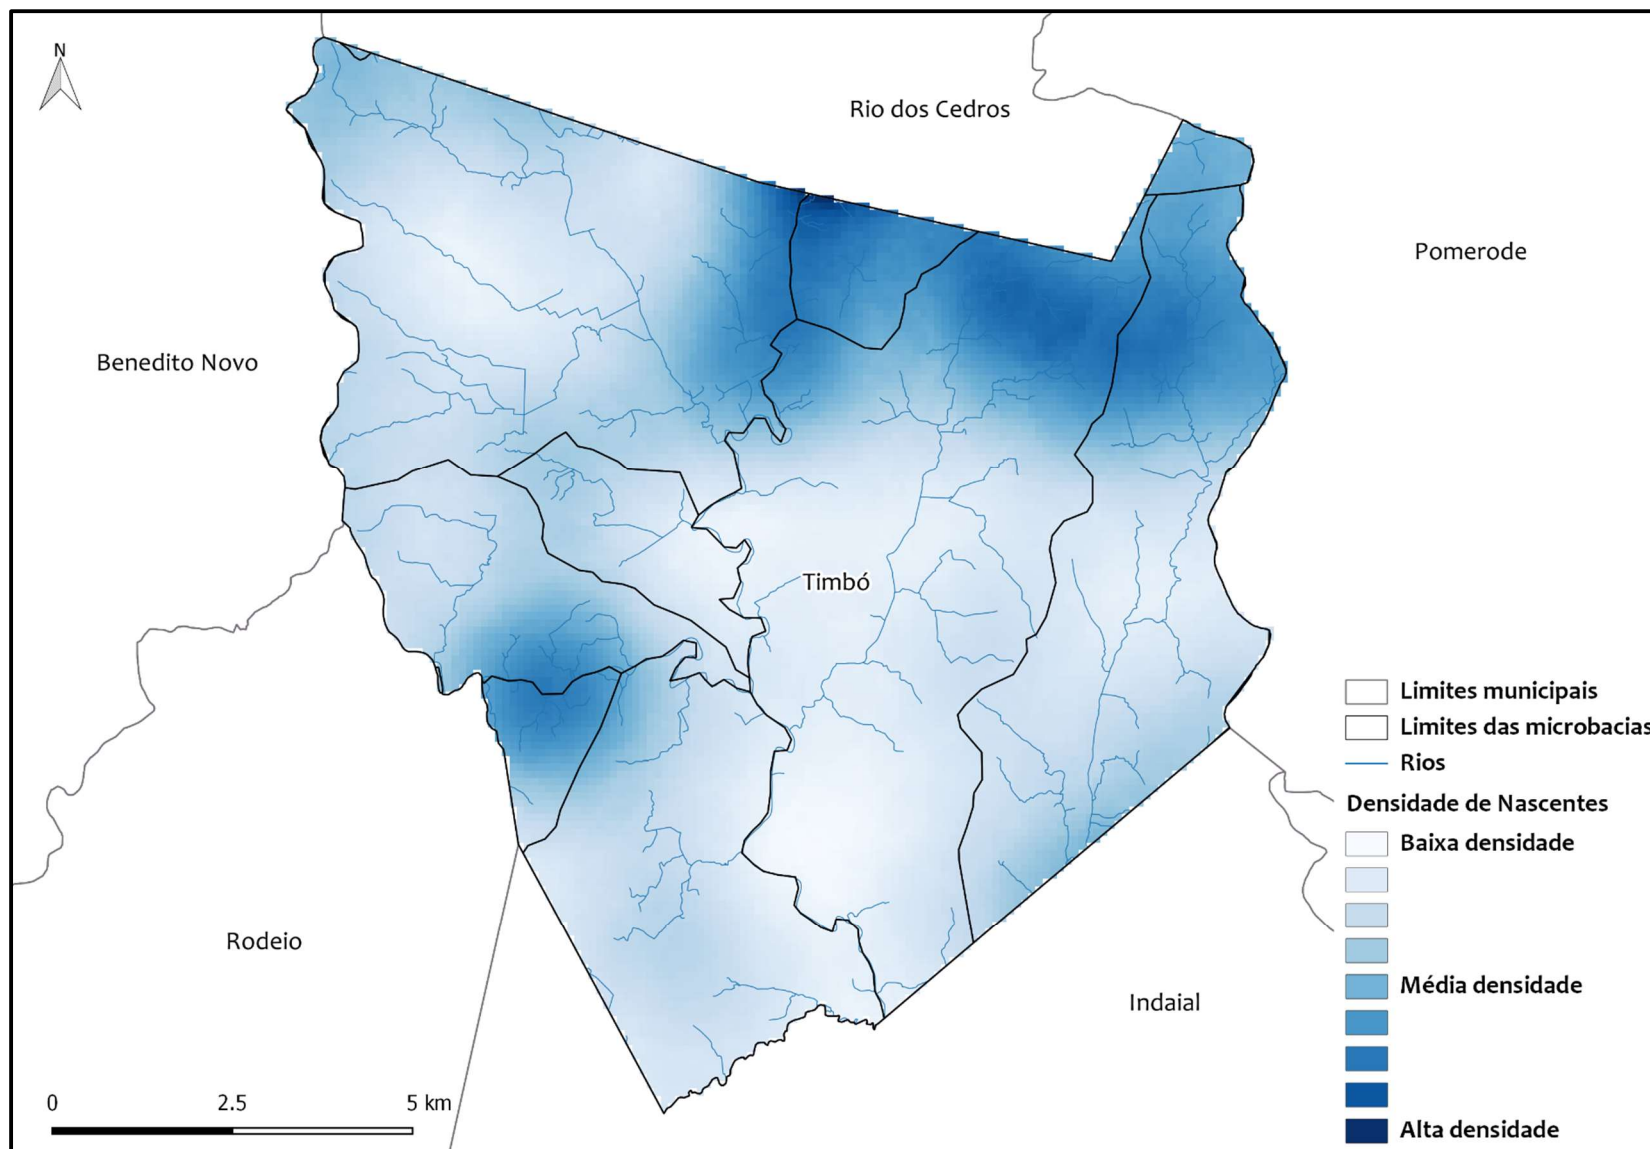 N
Rio dos Cedros
Pomerode
Benedito Novo
Timbó
Rodeio
Indaial
Limites municipais
Limites das microbacias
Rios
Densidade de Nascentes
Baixa densidade
Média densidade
Alta densidade
0 2.5 5 km